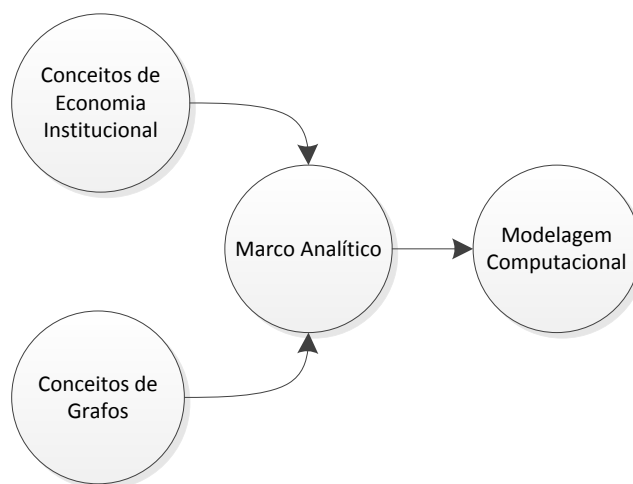 Conceitos de
Economia
Institucional
Marco Analítico
Modelagem
Computacional
Conceitos de
Grafos